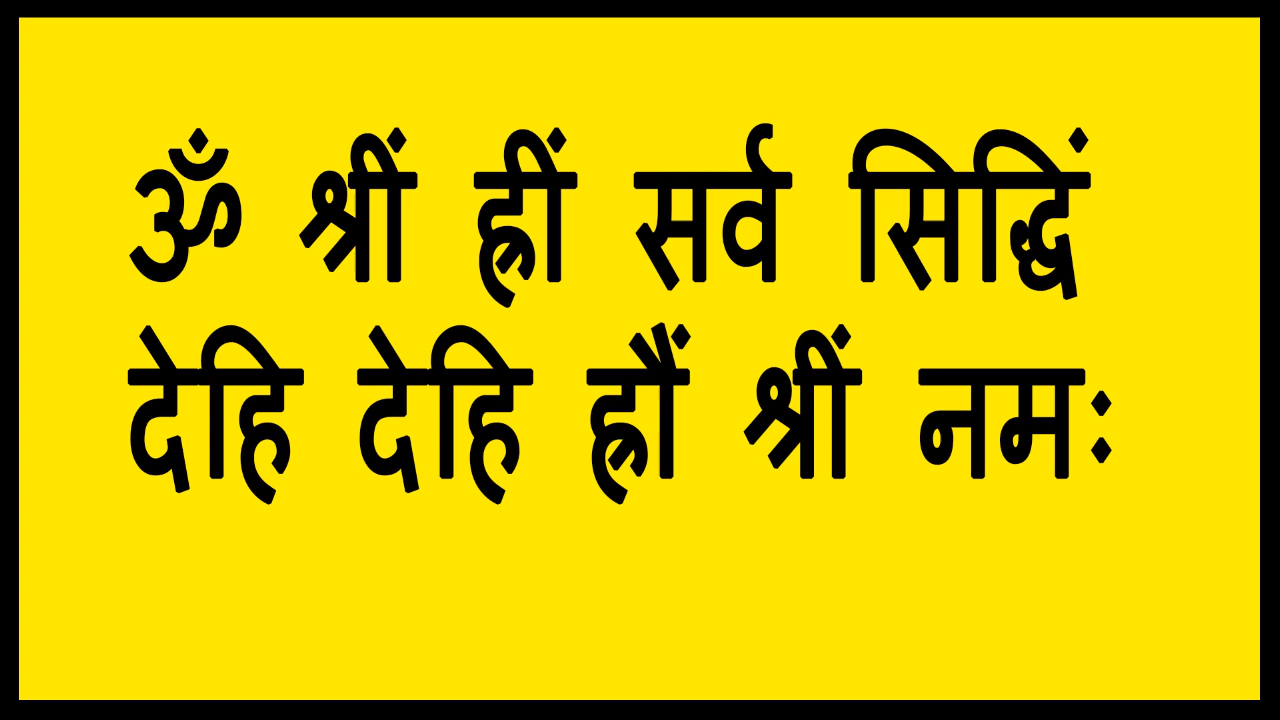 ॐ श्रीं ह्रीं सर्व सिद्धिं
देहि देहि ह्रौं श्रीं नमः